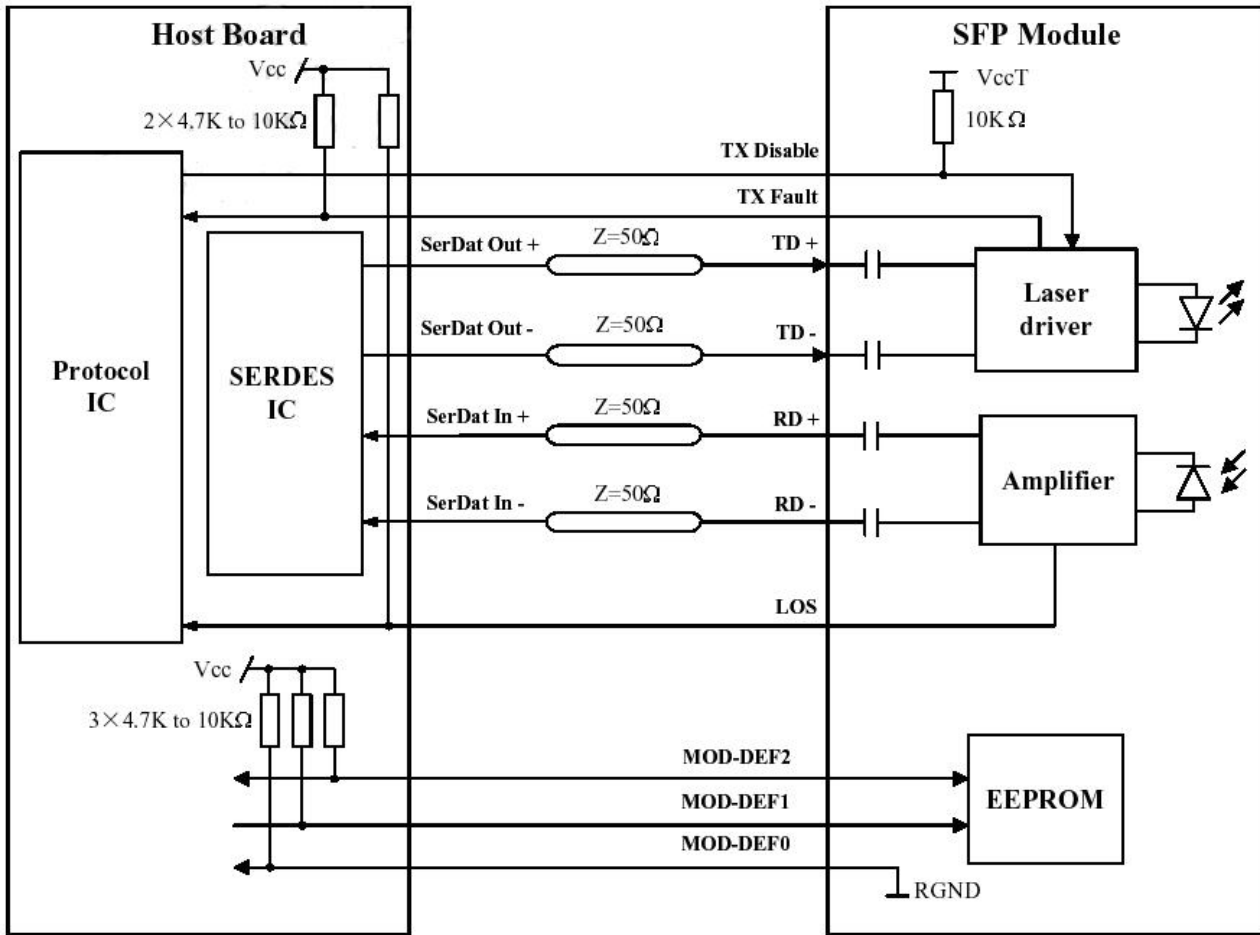 Host Board
SFP Module
Vcc
VccT
2×4.7K to 10KΩ
10KΩ
TX Disable
TX Fault
SerDat Out +
Z=50Ω
TD +
Laser
driver
SerDat Out -
Z=50Ω
TD -
Protocol
IC
SERDES
IC
SerDat In +
Z=50Ω
RD +
Amplifier
SerDat In -
Z=50Ω
RD -
LOS
Vcc
3×4.7K to 10KΩ
MOD-DEF2
MOD-DEF1
MOD-DEF0
EEPROM
RGND